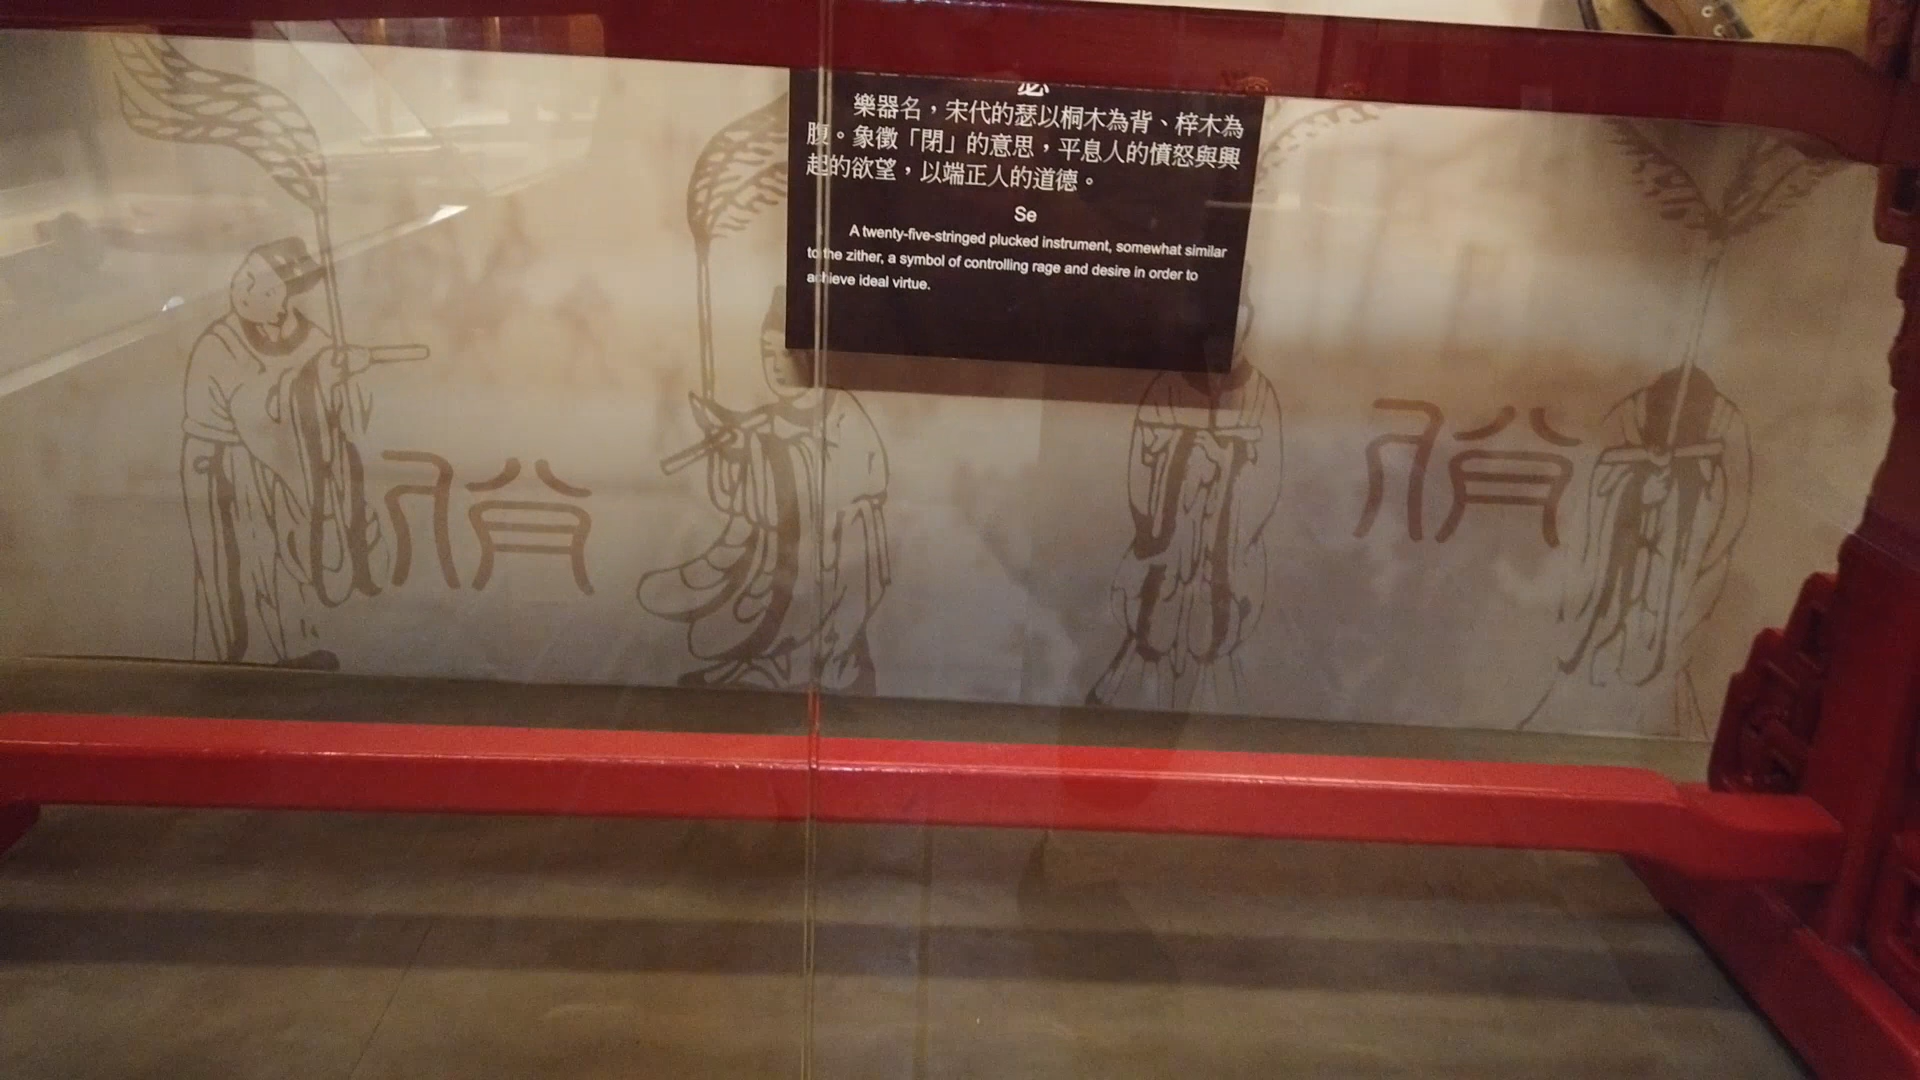 樂器名，宋代的瑟以桐木為背、梓木為
腹。象徵「閉」的意思，平息人的憤怒與興
起的欲望，以端正人的道德。
Se
A twenty-five-stringed plucked instrument, somewhat similar
to the zither, a symbol of controlling rage and desire in order to
achieve ideal virtue.
佾
佾